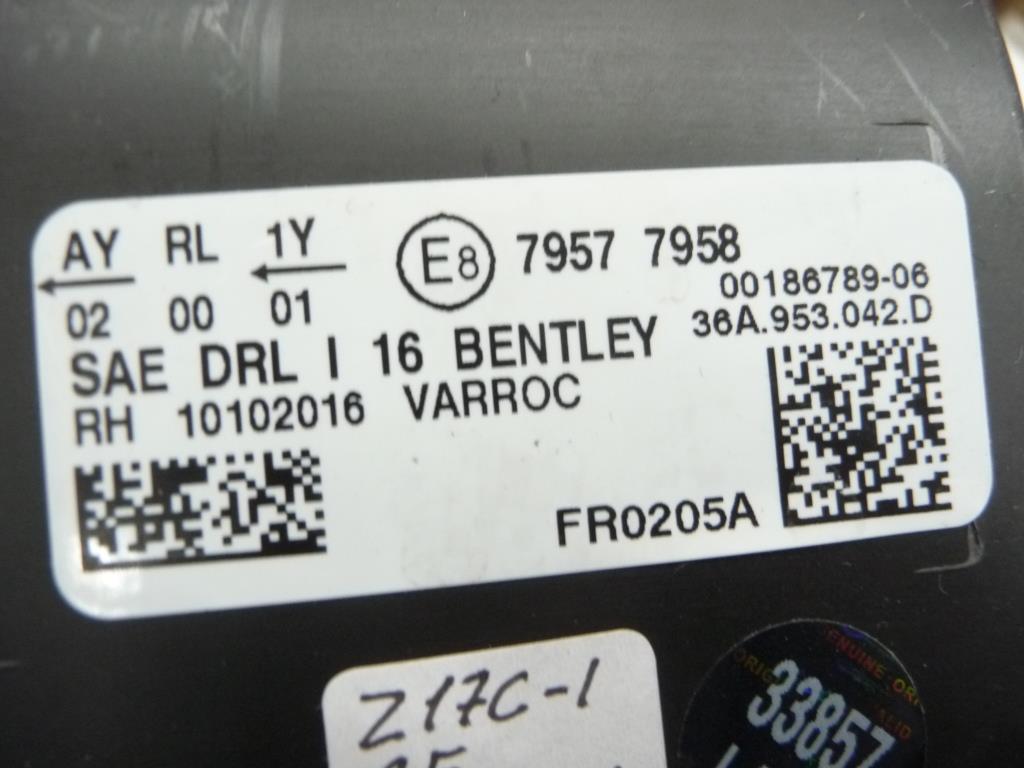 AY RL 1Y E8 7957 7958
02 00 01 00186789-06
SAE DRL I 16 BENTLEY 36A.953.042.D
RH 10102016 VARROC
FR0205A
Z17C-1
33857